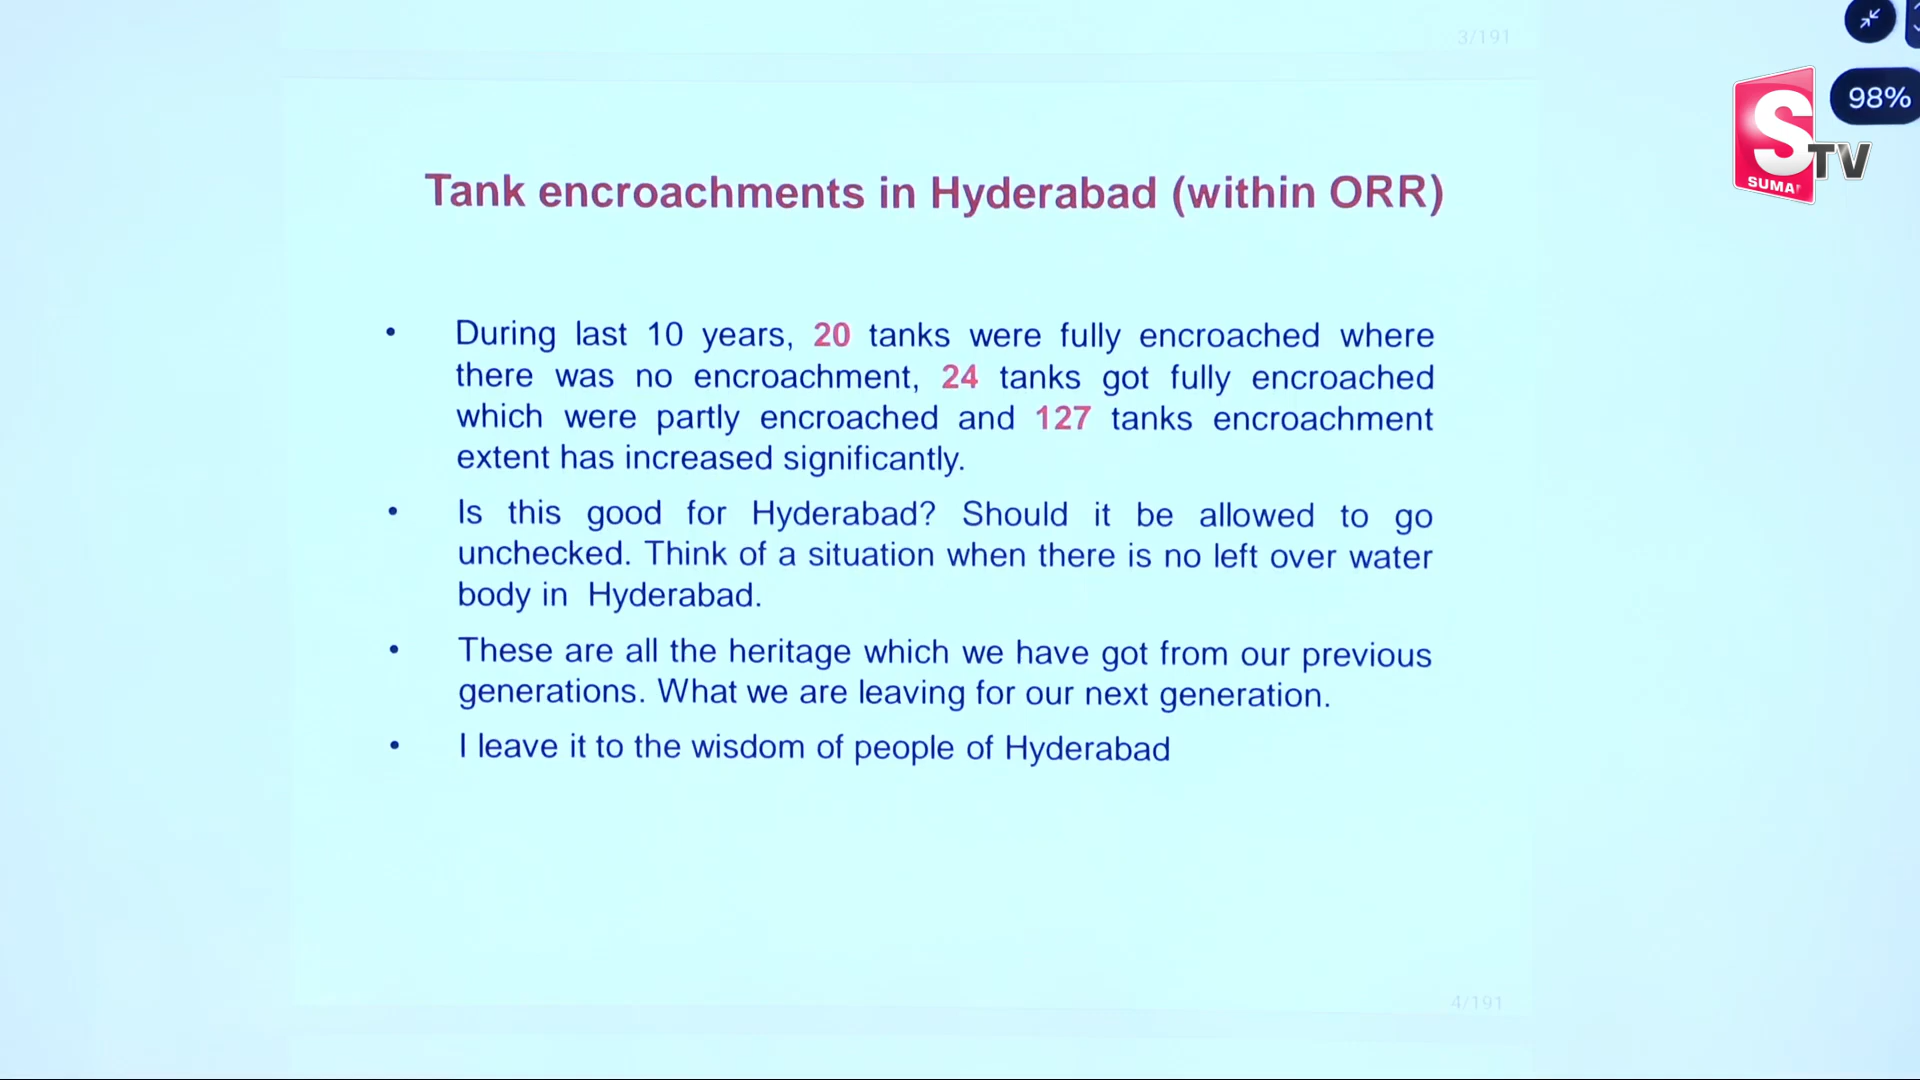 3/191
98%
S
TV
SUMA
Tank encroachments in Hyderabad (within ORR)
• During last 10 years, 20 tanks were fully encroached where
there was no encroachment, 24 tanks got fully encroached
which were partly encroached and 127 tanks encroachment
extent has increased significantly.
• Is this good for Hyderabad? Should it be allowed to go
unchecked. Think of a situation when there is no left over water
body in Hyderabad.
• These are all the heritage which we have got from our previous
generations. What we are leaving for our next generation.
• I leave it to the wisdom of people of Hyderabad
4/191